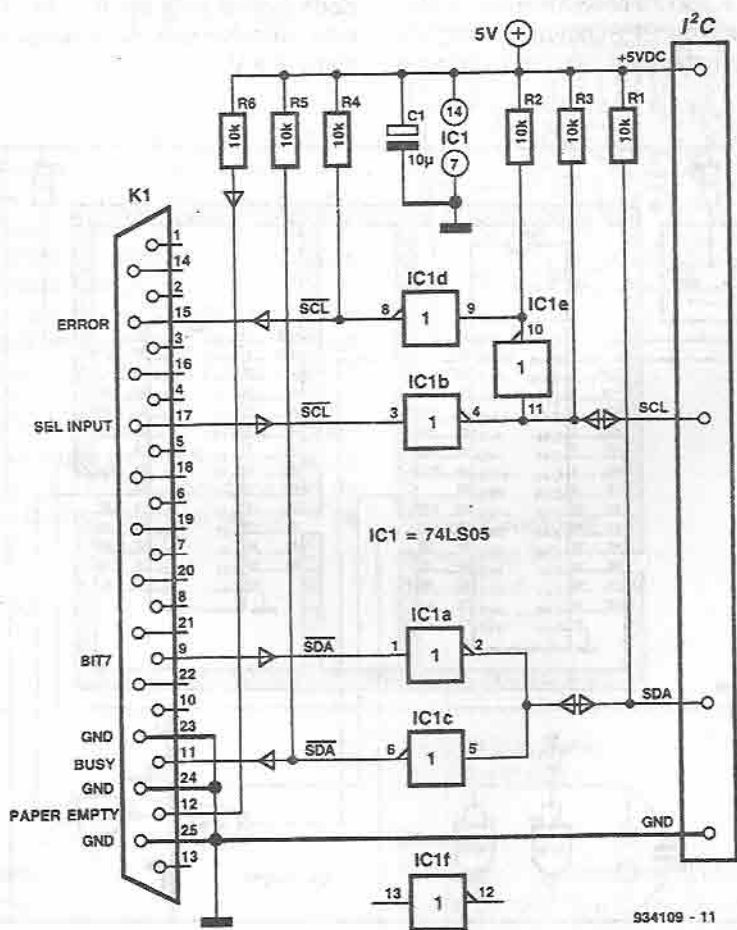 5V
I²C
+5VDC
R6
R5
R4
R2
R3
R1
10k
10k
10k
C1
10µ
14
IC1
7
10k
10k
10k
K1
1
14
2
ERROR
15
SCL
8
IC1d
1
9
IC1e
10
1
11
3
16
4
SEL INPUT
17
SCL
3
IC1b
1
4
SCL
5
18
6
19
7
IC1 = 74LS05
20
8
21
IC1a
BIT7
9
SDA
1
1
2
22
10
SDA
GND
23
BUSY
11
SDA
6
IC1c
1
5
GND
24
PAPER EMPTY
12
GND
25
GND
13
IC1f
13
1
12
934109 - 11